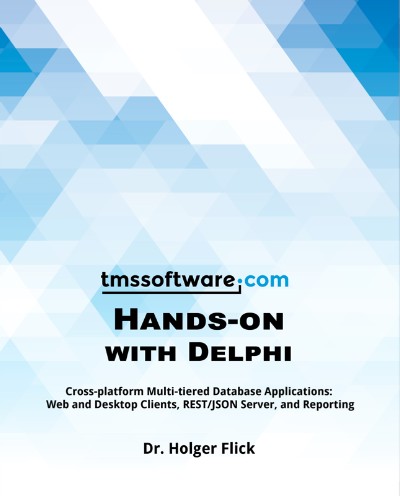 tmssoftware.com
HANDS-ON
WITH DELPHI
Cross-platform Multi-tiered Database Applications:
Web and Desktop Clients, REST/JSON Server, and Reporting
Dr. Holger Flick